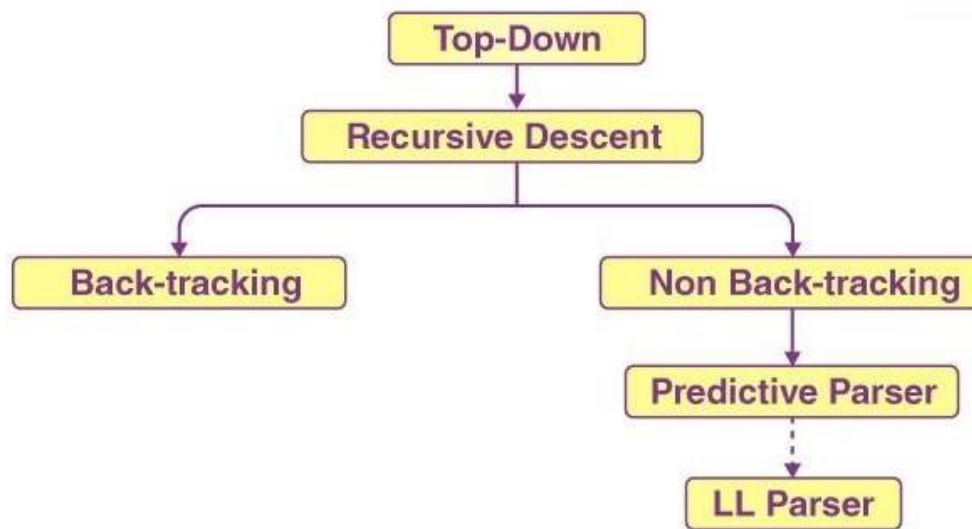 Top-Down
Recursive Descent
Back-tracking
Non Back-tracking
Predictive Parser
LL Parser